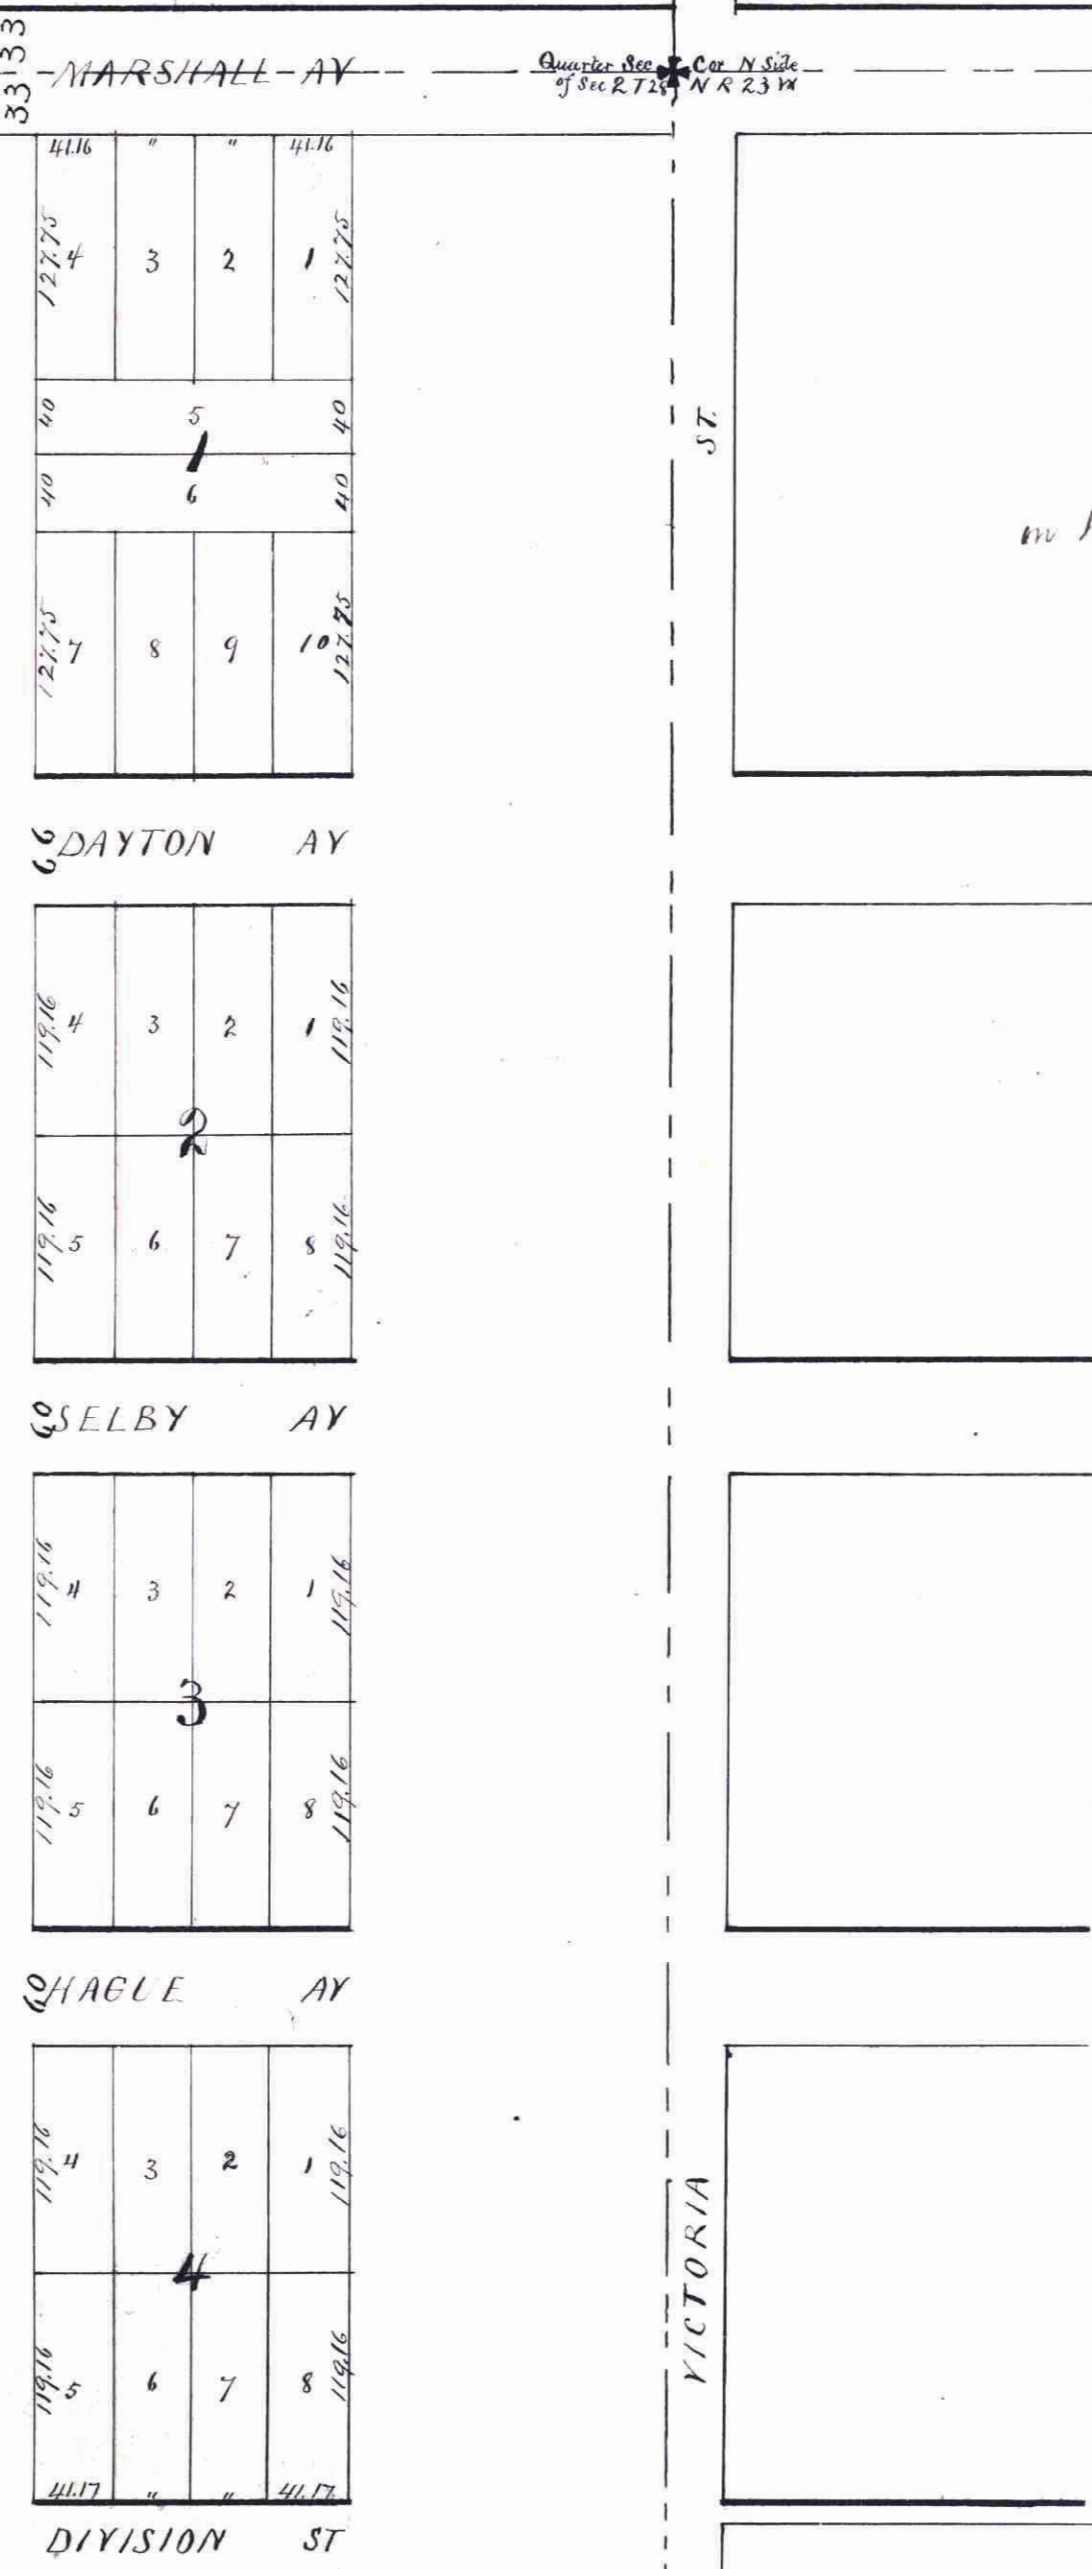 33 33
MARSHALL AV
Quarter Sec Cor N Side
of Sec 2 T28 N R 23 W
41.16 " " 41.16
127.75 4 3 2 1 127.75
40 5 40
1
40 6 40
127.75 7 8 9 10 127.75
ST.
m
66 DAYTON AV
119.16 4 3 2 1 119.16
2
119.16 5 6 7 8 119.16
60 SELBY AV
119.16 4 3 2 1 119.16
3
119.16 5 6 7 8 119.16
60 HAGUE AV
119.16 4 3 2 1 119.16
4
119.16 5 6 7 8 119.16
VICTORIA
41.17 " " 41.17
DIVISION ST